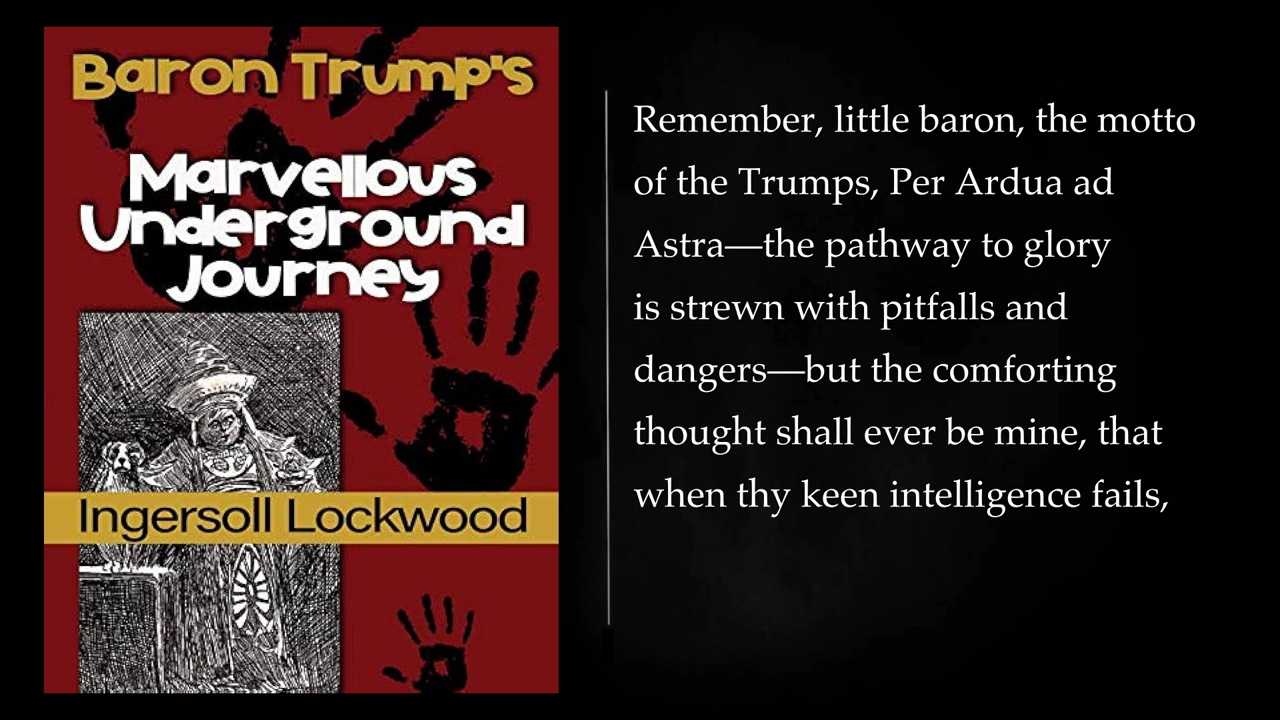 Baron Trump's
Marvellous
Underground
Journey
Ingersoll Lockwood
Remember, little baron, the motto
of the Trumps, Per Ardua ad
Astra—the pathway to glory
is strewn with pitfalls and
dangers—but the comforting
thought shall ever be mine, that
when thy keen intelligence fails,